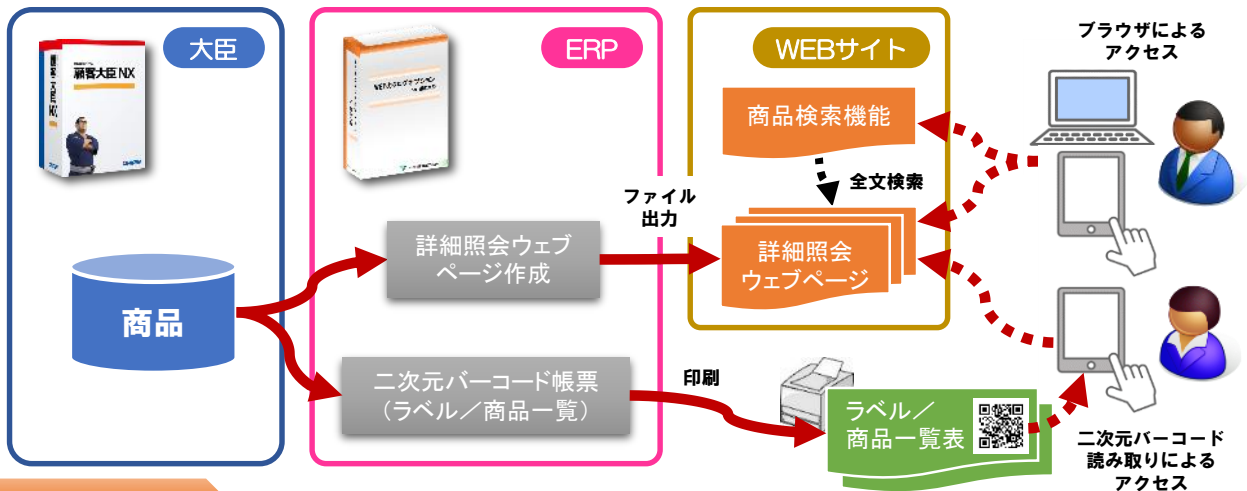 大臣
顧客大臣NX
商品
ERP
詳細照会ウェブ
ページ作成
二次元バーコード帳票
（ラベル／商品一覧）
ファイル
出力
印刷
WEBサイト
商品検索機能
全文検索
詳細照会
ウェブページ
ラベル／
商品一覧表
ブラウザによる
アクセス
二次元バーコード
読み取りによる
アクセス